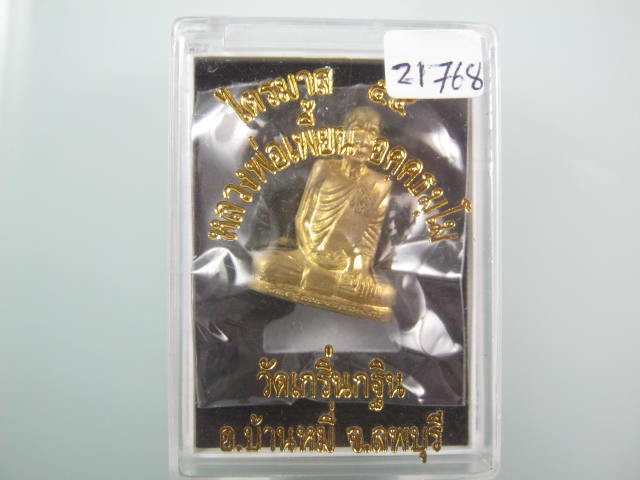 21768
ไตรมาส ๕๕
หลวงพ่อเพี้ยน อคฺคธมฺโม
วัดเกริ่นกฐิน
อ.บ้านหมี่ จ.ลพบุรี